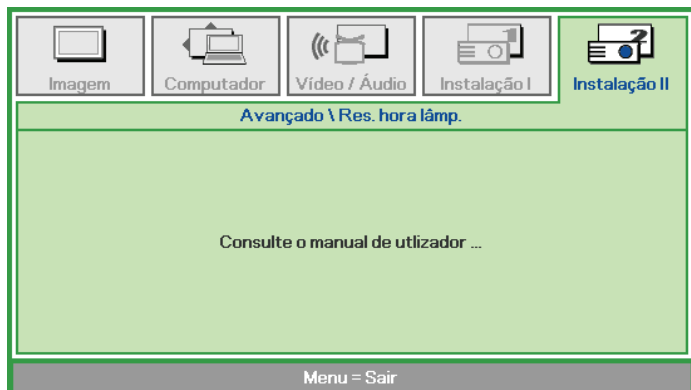 Imagem
Computador
Vídeo / Áudio
Instalação I
Instalação II
Avançado \ Res. hora lâmp.
Consulte o manual de utlizador ...
Menu = Sair